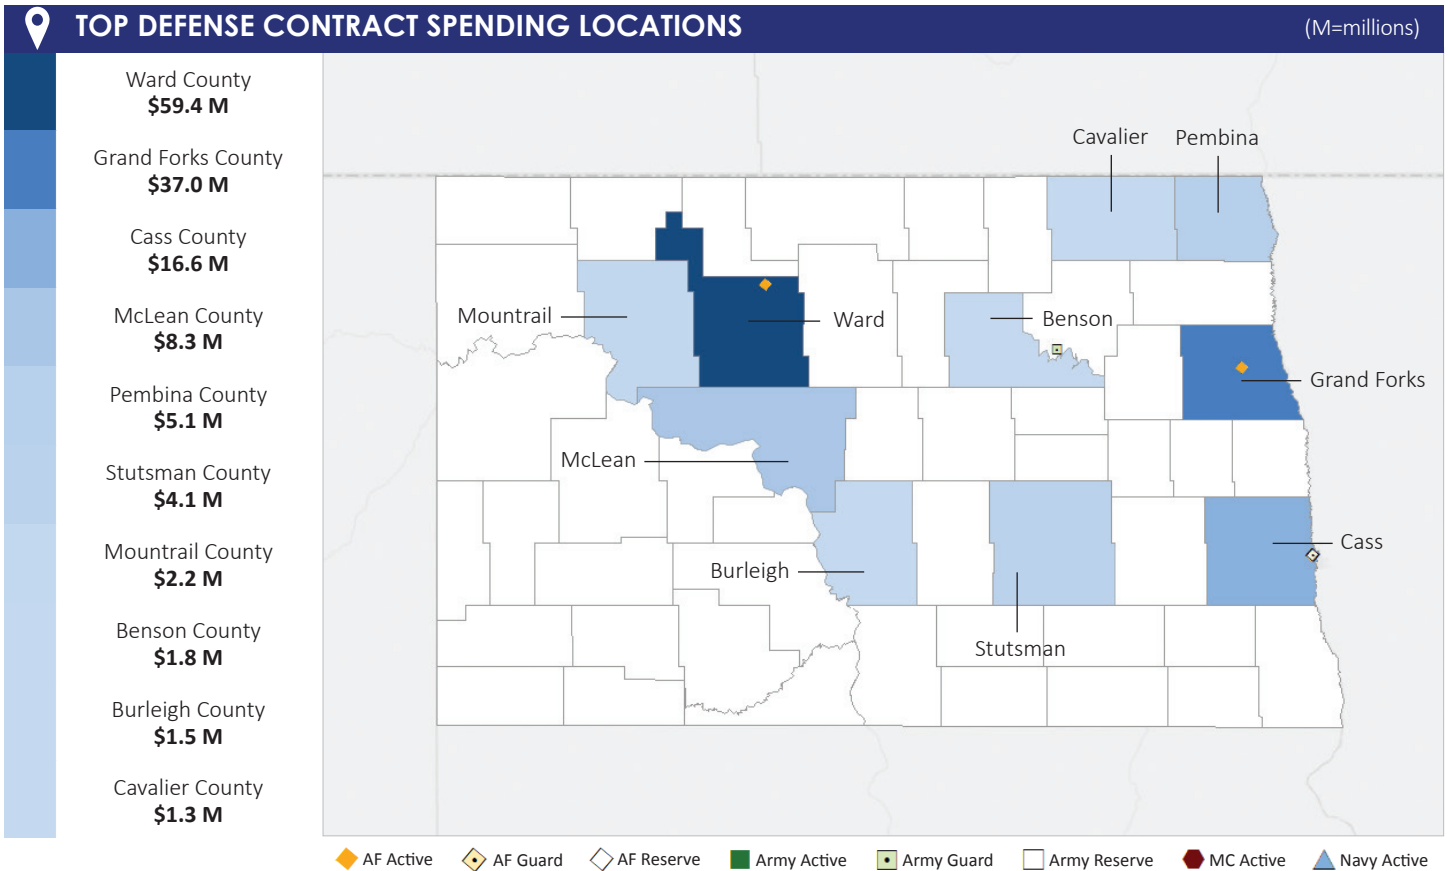 TOP DEFENSE CONTRACT SPENDING LOCATIONS
(M=millions)
Ward County
$59.4 M
Grand Forks County
$37.0 M
Cass County
$16.6 M
McLean County
$8.3 M
Pembina County
$5.1 M
Stutsman County
$4.1 M
Mountrail County
$2.2 M
Benson County
$1.8 M
Burleigh County
$1.5 M
Cavalier County
$1.3 M
Cavalier
Pembina
Mountrail
Ward
Benson
Grand Forks
McLean
Cass
Burleigh
Stutsman
AF Active
AF Guard
AF Reserve
Army Active
Army Guard
Army Reserve
MC Active
Navy Active